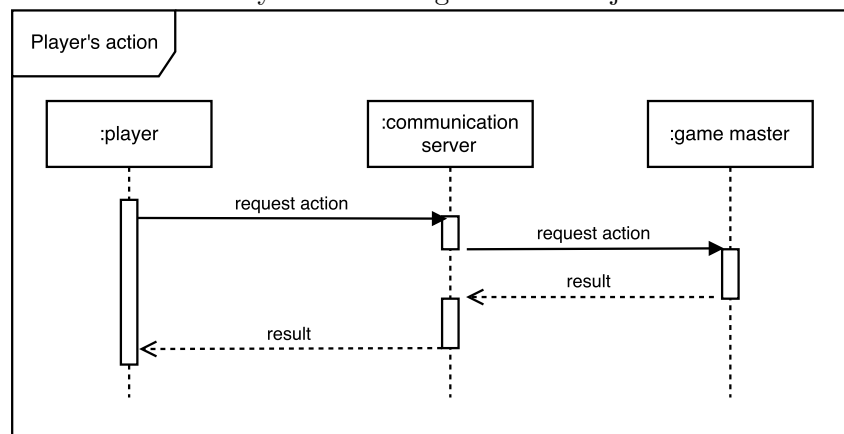 Player's action
:player
:communication
server
:game master
request action
request action
result
result